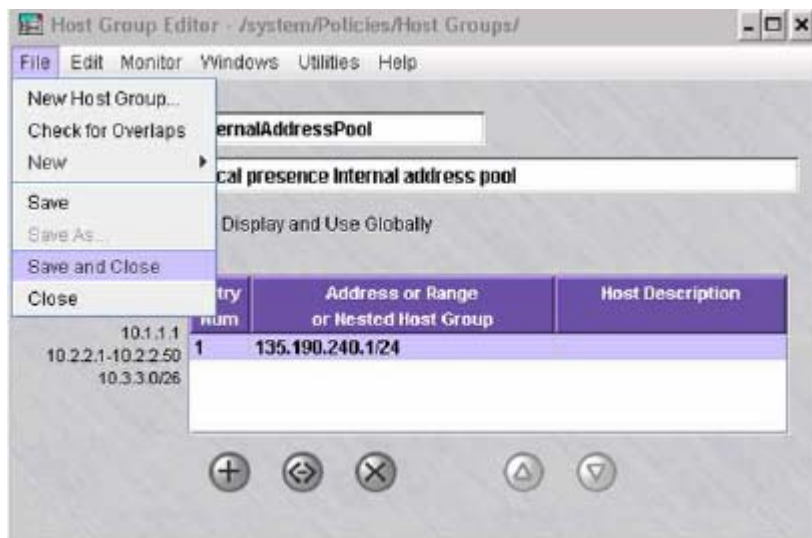 Host Group Editor - /system/Policies/Host Groups/
File Edit Monitor Windows Utilities Help
New Host Group...
Check for Overlaps
New
Save
Save As...
Save and Close
Close
ernalAddressPool
cal presence Internal address pool
Display and Use Globally
try
Num
Address or Range
or Nested Host Group
Host Description
10.1.1.1
10.2.2.1-10.2.2.50
10.3.3.0/26
1 135.190.240.1/24